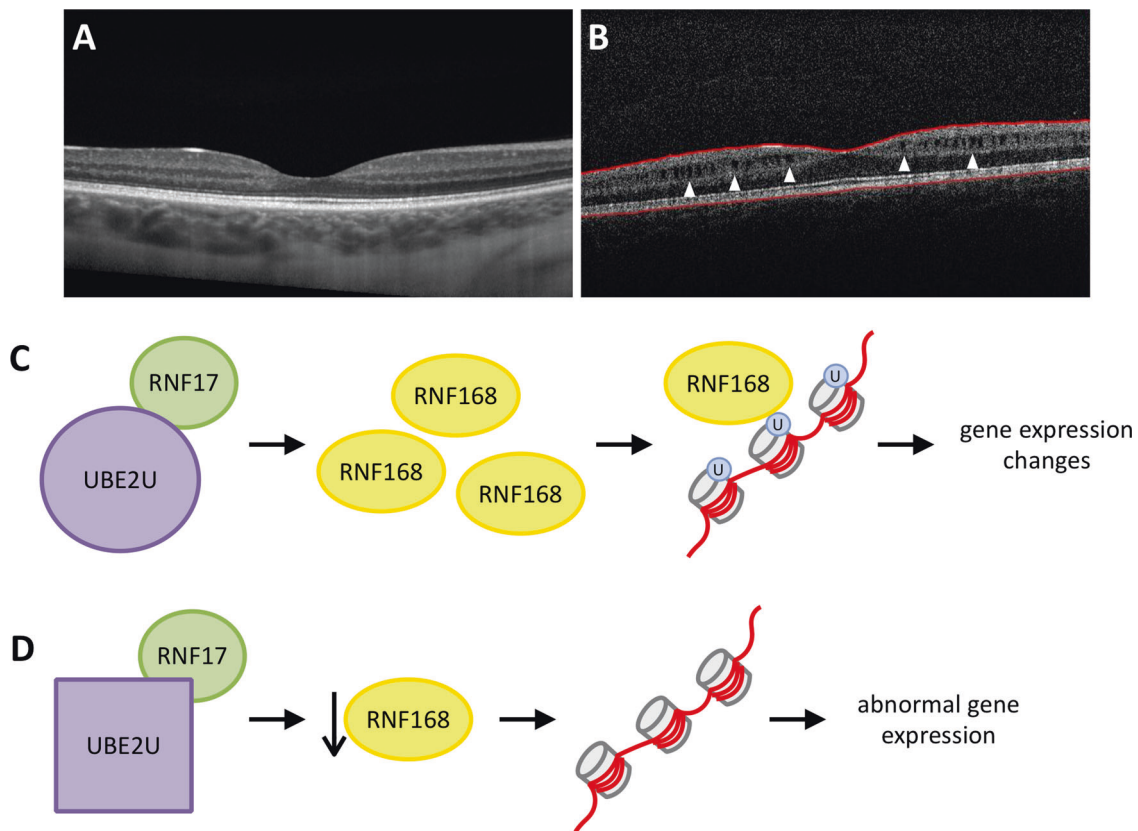 A
B
C
RNF17
UBE2U
RNF168
RNF168
RNF168
RNF168
U
U
U
gene expression
changes
D
RNF17
UBE2U
RNF168
abnormal gene
expression